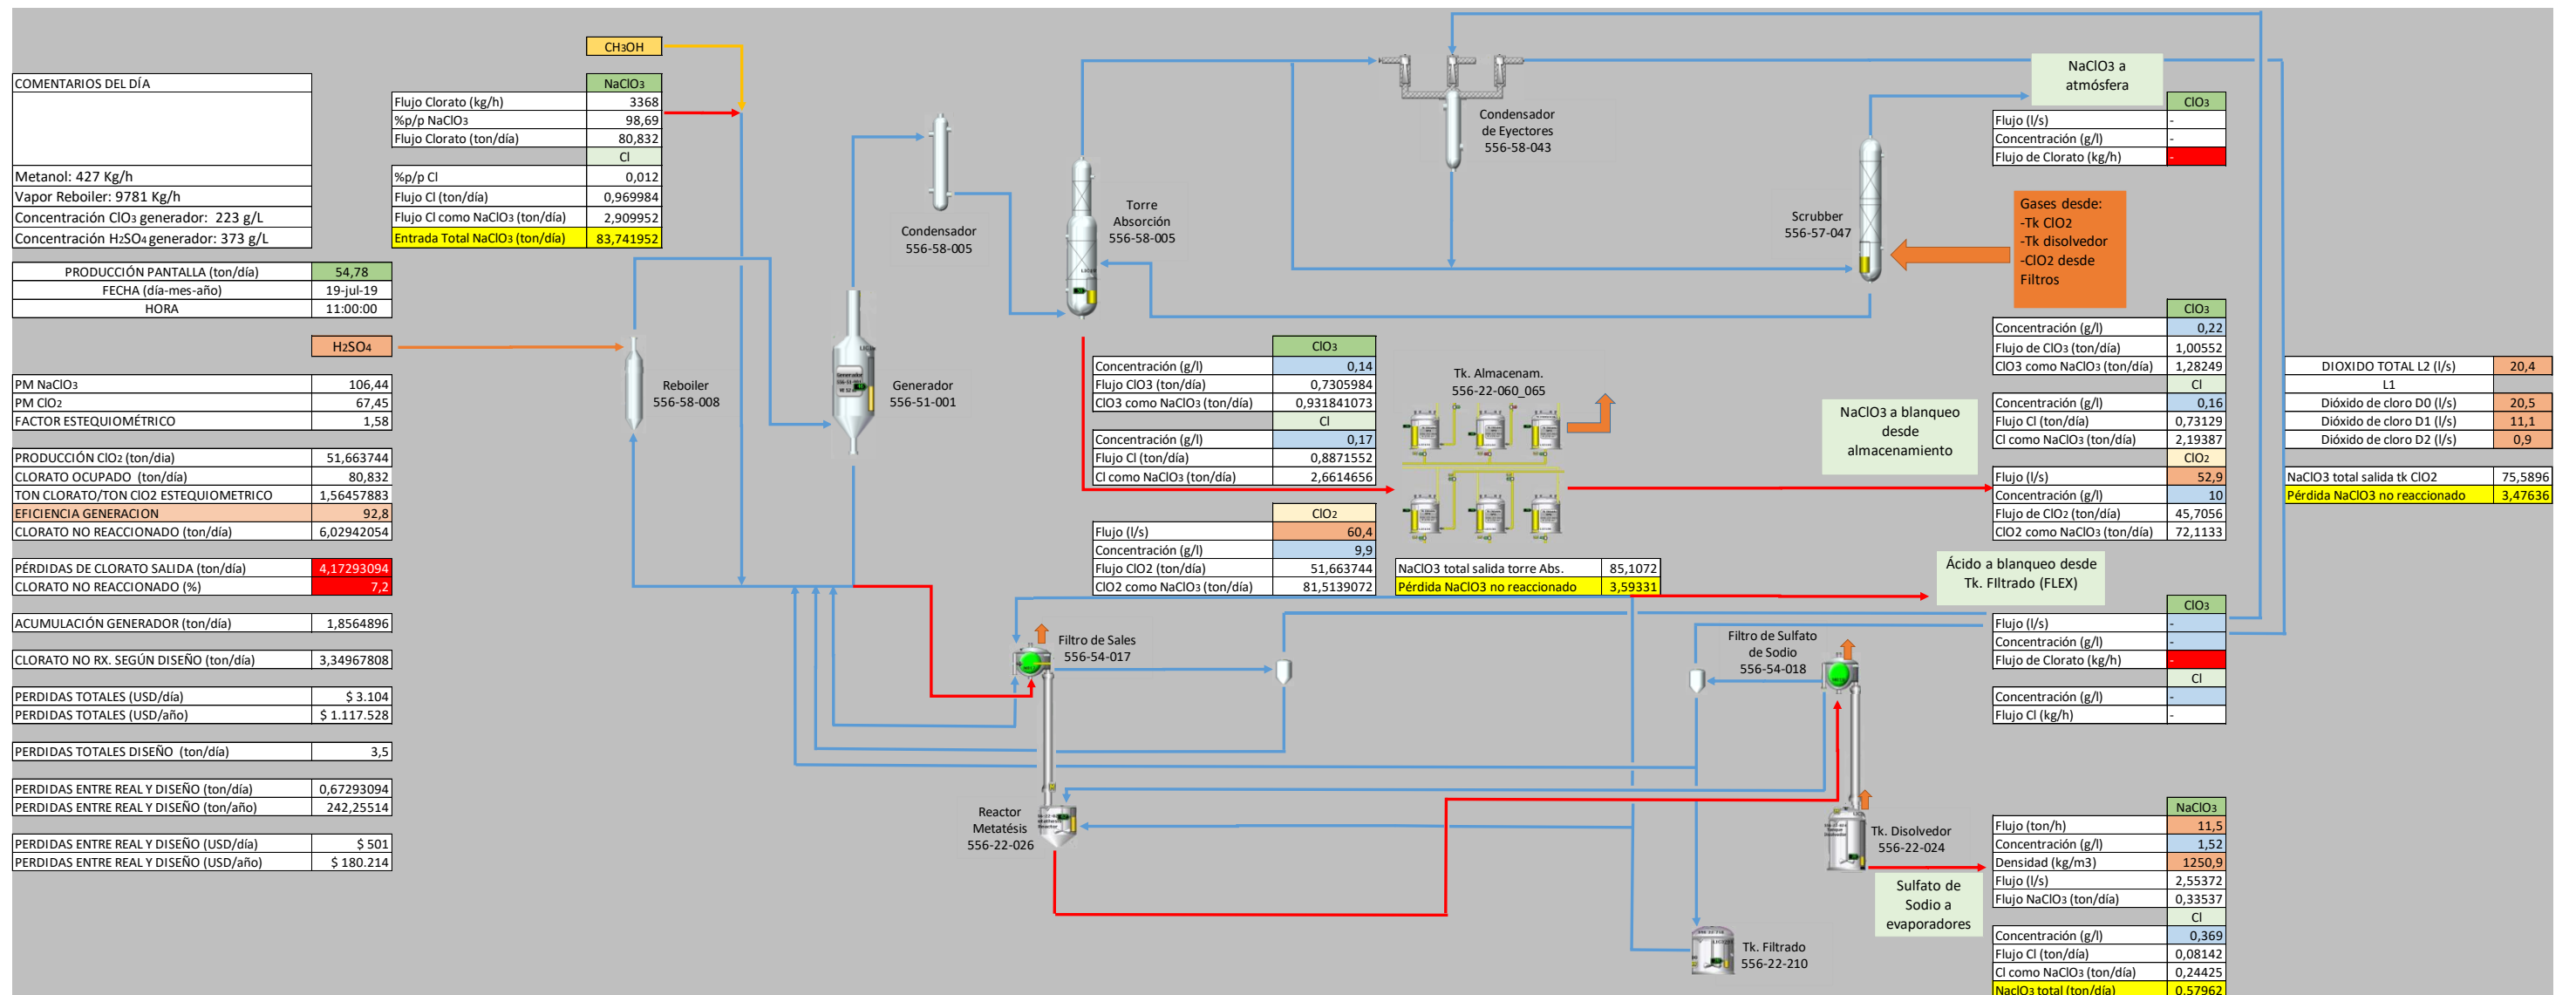 CH3OH
COMENTARIOS DEL DÍA
Metanol: 427 Kg/h
Vapor Reboiler: 9781 Kg/h
Concentración ClO3 generador: 223 g/L
Concentración H2SO4 generador: 373 g/L
NaClO3
Flujo Clorato (kg/h) 3368
%p/p NaClO3 98,69
Flujo Clorato (ton/día) 80,832
Cl
%p/p Cl 0,012
Flujo Cl (ton/día) 0,969984
Flujo Cl como NaClO3 (ton/día) 2,909952
Entrada Total NaClO3 (ton/día) 83,741952
PRODUCCIÓN PANTALLA (ton/día) 54,78
FECHA (día-mes-año) 19-jul-19
HORA 11:00:00
H2SO4
PM NaClO3 106,44
PM ClO2 67,45
FACTOR ESTEQUIOMÉTRICO 1,58
PRODUCCIÓN ClO2 (ton/dia) 51,663744
CLORATO OCUPADO (ton/día) 80,832
TON CLORATO/TON ClO2 ESTEQUIOMETRICO 1,56457883
EFICIENCIA GENERACION 92,8
CLORATO NO REACCIONADO (ton/día) 6,02942054
PÉRDIDAS DE CLORATO SALIDA (ton/día) 4,17293094
CLORATO NO REACCIONADO (%) 7,2
ACUMULACIÓN GENERADOR (ton/día) 1,8564896
CLORATO NO RX. SEGÚN DISEÑO (ton/día) 3,34967808
PERDIDAS TOTALES (USD/día) $ 3.104
PERDIDAS TOTALES (USD/año) $ 1.117.528
PERDIDAS TOTALES DISEÑO (ton/día) 3,5
PERDIDAS ENTRE REAL Y DISEÑO (ton/día) 0,67293094
PERDIDAS ENTRE REAL Y DISEÑO (ton/año) 242,25514
PERDIDAS ENTRE REAL Y DISEÑO (USD/día) $ 501
PERDIDAS ENTRE REAL Y DISEÑO (USD/año) $ 180.214
Reboiler
556-58-008
Generador
556-51-001
Condensador
556-58-005
Torre
Absorción
556-58-005
Condensador
de Eyectores
556-58-043
Scrubber
556-57-047
NaClO3 a
atmósfera
ClO3
Flujo (l/s) -
Concentración (g/l) -
Flujo de Clorato (kg/h) -
Gases desde:
-Tk ClO2
-Tk disolvedor
-ClO2 desde
Filtros
ClO3
Concentración (g/l) 0,14
Flujo ClO3 (ton/día) 0,7305984
ClO3 como NaClO3 (ton/día) 0,931841073
Cl
Concentración (g/l) 0,17
Flujo Cl (ton/día) 0,8871552
Cl como NaClO3 (ton/día) 2,6614656
ClO2
Flujo (l/s) 60,4
Concentración (g/l) 9,9
Flujo ClO2 (ton/día) 51,663744
ClO2 como NaClO3 (ton/día) 81,5139072
Tk. Almacenam.
556-22-060_065
NaClO3 total salida torre Abs. 85,1072
Pérdida NaClO3 no reaccionado 3,59331
NaClO3 a blanqueo
desde
almacenamiento
ClO3
Concentración (g/l) 0,22
Flujo de ClO3 (ton/día) 1,00552
ClO3 como NaClO3 (ton/día) 1,28249
Cl
Concentración (g/l) 0,16
Flujo Cl (ton/día) 0,73129
Cl como NaClO3 (ton/día) 2,19387
ClO2
Flujo (l/s) 52,9
Concentración (g/l) 10
Flujo de ClO2 (ton/día) 45,7056
ClO2 como NaClO3 (ton/día) 72,1133
DIOXIDO TOTAL L2 (l/s) 20,4
L1
Dióxido de cloro D0 (l/s) 20,5
Dióxido de cloro D1 (l/s) 11,1
Dióxido de cloro D2 (l/s) 0,9
NaClO3 total salida tk ClO2 75,5896
Pérdida NaClO3 no reaccionado 3,47636
Ácido a blanqueo desde
Tk. FIltrado (FLEX)
ClO3
Flujo (l/s) -
Concentración (g/l) -
Flujo de Clorato (kg/h) -
Cl
Concentración (g/l) -
Flujo Cl (kg/h) -
Filtro de Sales
556-54-017
Filtro de Sulfato
de Sodio
556-54-018
Reactor
Metatésis
556-22-026
Tk. Disolvedor
556-22-024
Tk. Filtrado
556-22-210
Sulfato de
Sodio a
evaporadores
NaClO3
Flujo (ton/h) 11,5
Concentración (g/l) 1,52
Densidad (kg/m3) 1250,9
Flujo (l/s) 2,55372
Flujo NaClO3 (ton/día) 0,33537
Cl
Concentración (g/l) 0,369
Flujo Cl (ton/día) 0,08142
Cl como NaClO3 (ton/día) 0,24425
NaclO3 total (ton/día) 0,57962